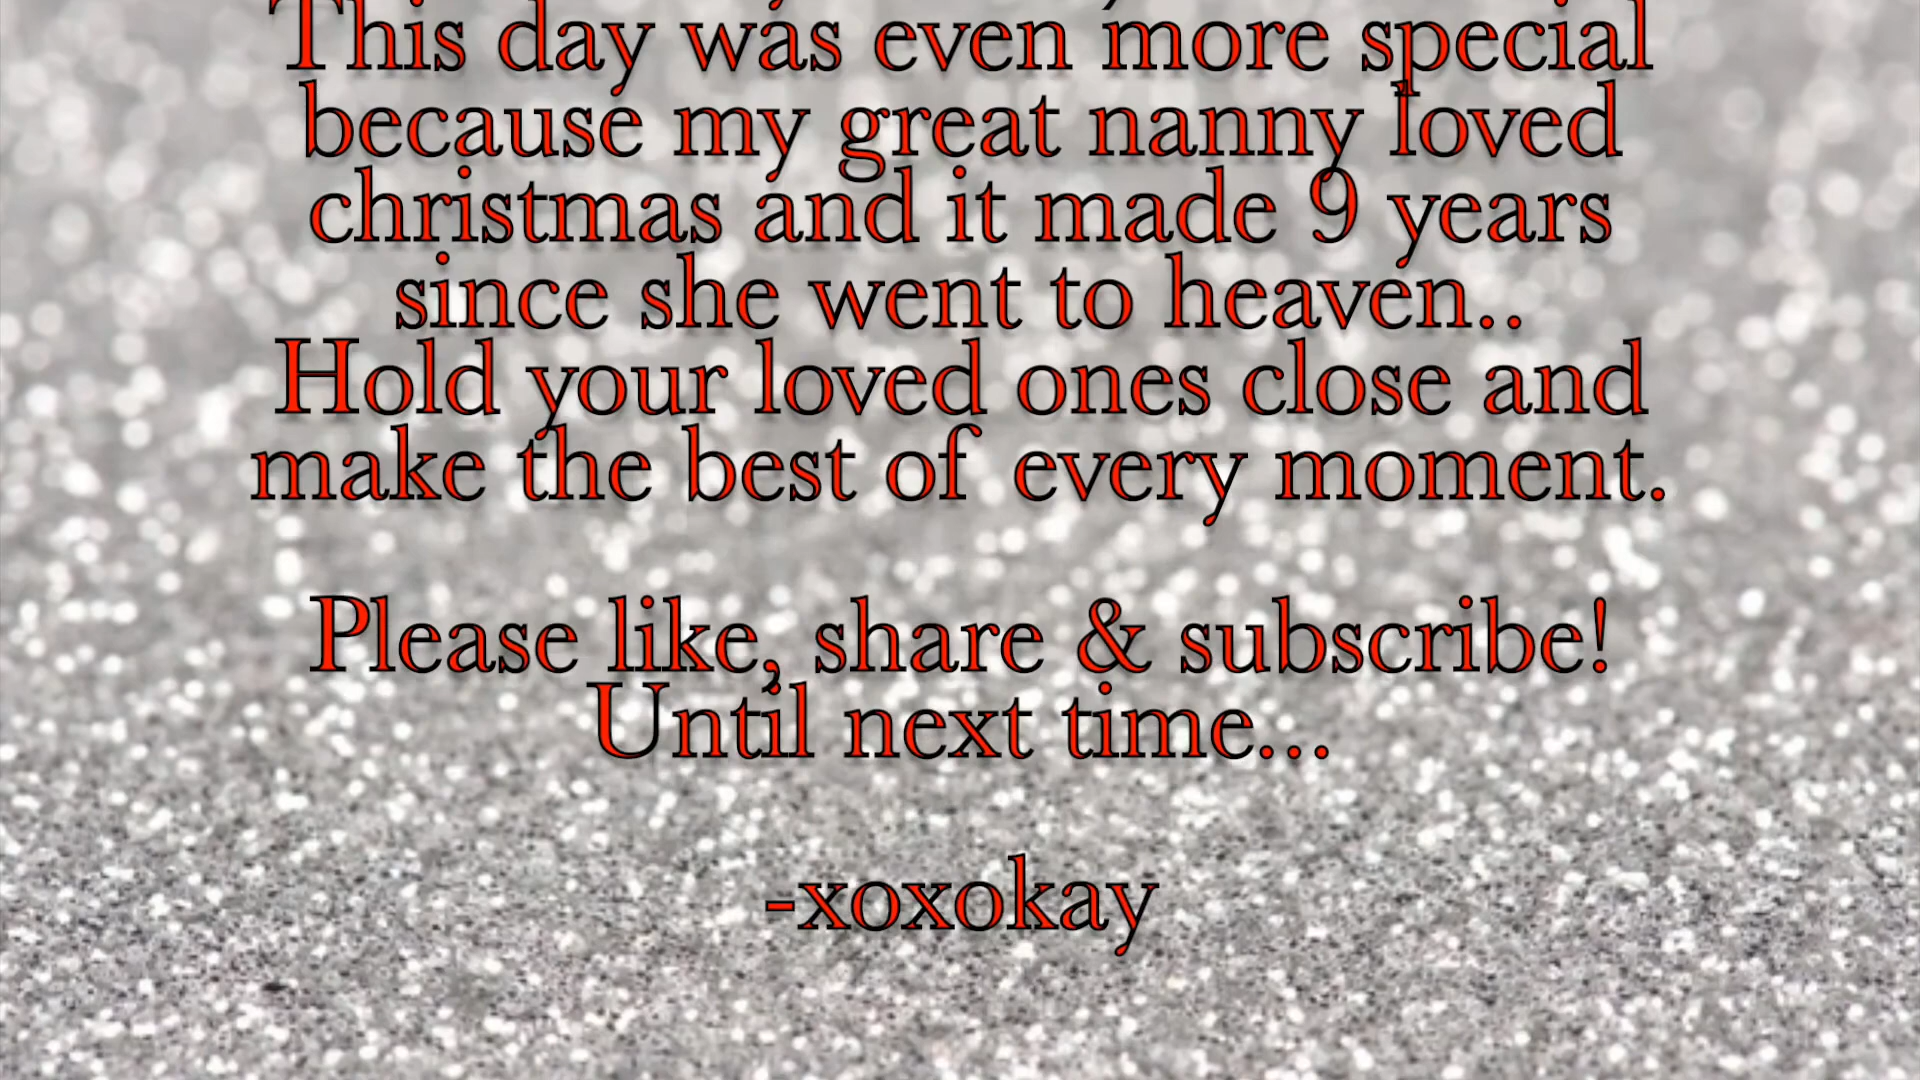 This day was even more special
because my great nanny loved
christmas and it made 9 years
since she went to heaven..
Hold your loved ones close and
make the best of every moment.
Please like, share & subscribe!
Until next time...
-xoxokay